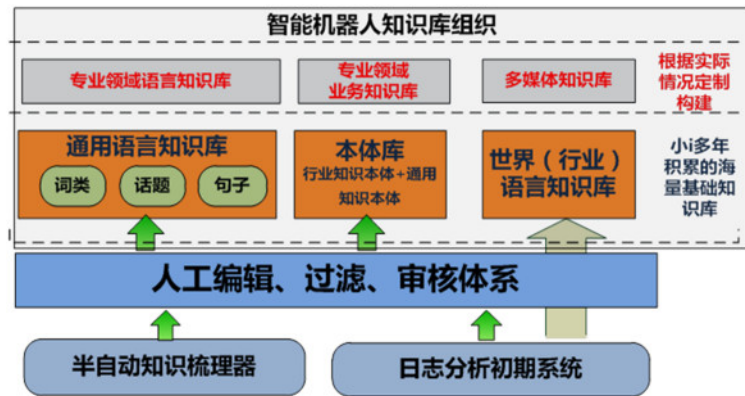 智能机器人知识库组织
专业领域语言知识库
专业领域
业务知识库
多媒体知识库
根据实际
情况定制
构建
通用语言知识库
词类
话题
句子
本体库
行业知识本体+通用
知识本体
世界（行业）
语言知识库
小i多年
积累的海
量基础知
识库
人工编辑、过滤、审核体系
半自动知识梳理器
日志分析初期系统